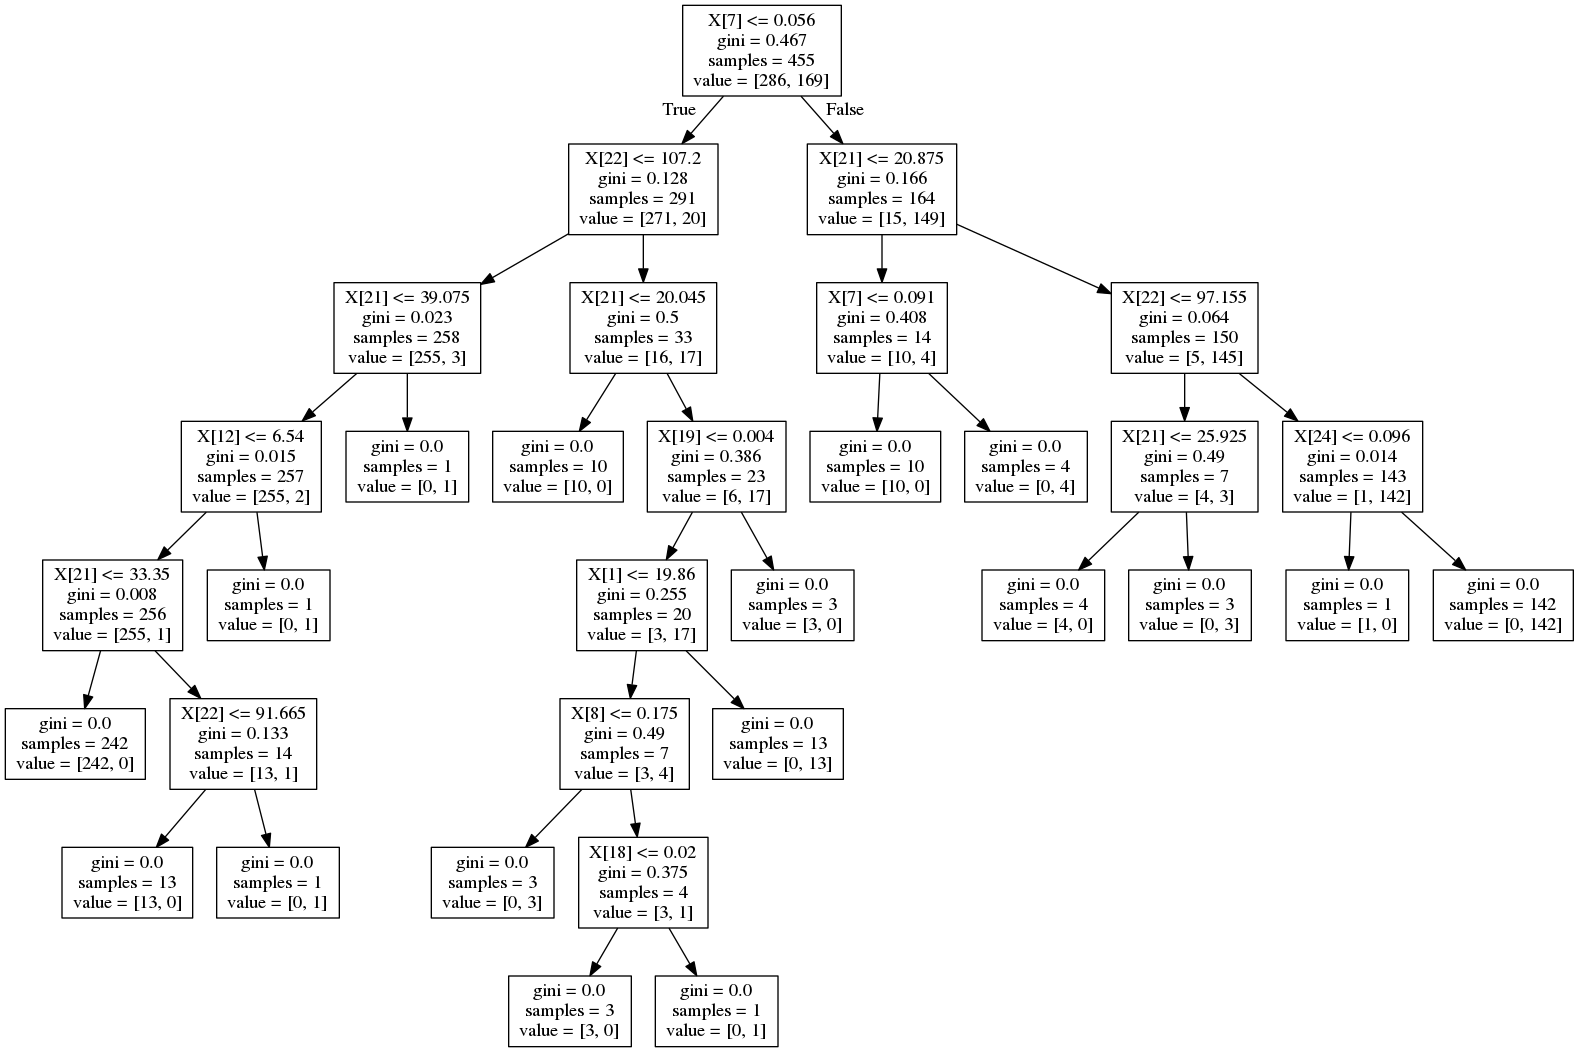 X[7] <= 0.056
gini = 0.467
samples = 455
value = [286, 169]
True
False
X[22] <= 107.2
gini = 0.128
samples = 291
value = [271, 20]
X[21] <= 20.875
gini = 0.166
samples = 164
value = [15, 149]
X[21] <= 39.075
gini = 0.023
samples = 258
value = [255, 3]
X[21] <= 20.045
gini = 0.5
samples = 33
value = [16, 17]
X[7] <= 0.091
gini = 0.408
samples = 14
value = [10, 4]
X[22] <= 97.155
gini = 0.064
samples = 150
value = [5, 145]
X[12] <= 6.54
gini = 0.015
samples = 257
value = [255, 2]
gini = 0.0
samples = 1
value = [0, 1]
gini = 0.0
samples = 10
value = [10, 0]
X[19] <= 0.004
gini = 0.386
samples = 23
value = [6, 17]
gini = 0.0
samples = 10
value = [10, 0]
gini = 0.0
samples = 4
value = [0, 4]
X[21] <= 25.925
gini = 0.49
samples = 7
value = [4, 3]
X[24] <= 0.096
gini = 0.014
samples = 143
value = [1, 142]
X[21] <= 33.35
gini = 0.008
samples = 256
value = [255, 1]
gini = 0.0
samples = 1
value = [0, 1]
X[1] <= 19.86
gini = 0.255
samples = 20
value = [3, 17]
gini = 0.0
samples = 3
value = [3, 0]
gini = 0.0
samples = 4
value = [4, 0]
gini = 0.0
samples = 3
value = [0, 3]
gini = 0.0
samples = 1
value = [1, 0]
gini = 0.0
samples = 142
value = [0, 142]
gini = 0.0
samples = 242
value = [242, 0]
X[22] <= 91.665
gini = 0.133
samples = 14
value = [13, 1]
X[8] <= 0.175
gini = 0.49
samples = 7
value = [3, 4]
gini = 0.0
samples = 13
value = [0, 13]
gini = 0.0
samples = 13
value = [13, 0]
gini = 0.0
samples = 1
value = [0, 1]
gini = 0.0
samples = 3
value = [0, 3]
X[18] <= 0.02
gini = 0.375
samples = 4
value = [3, 1]
gini = 0.0
samples = 3
value = [3, 0]
gini = 0.0
samples = 1
value = [0, 1]